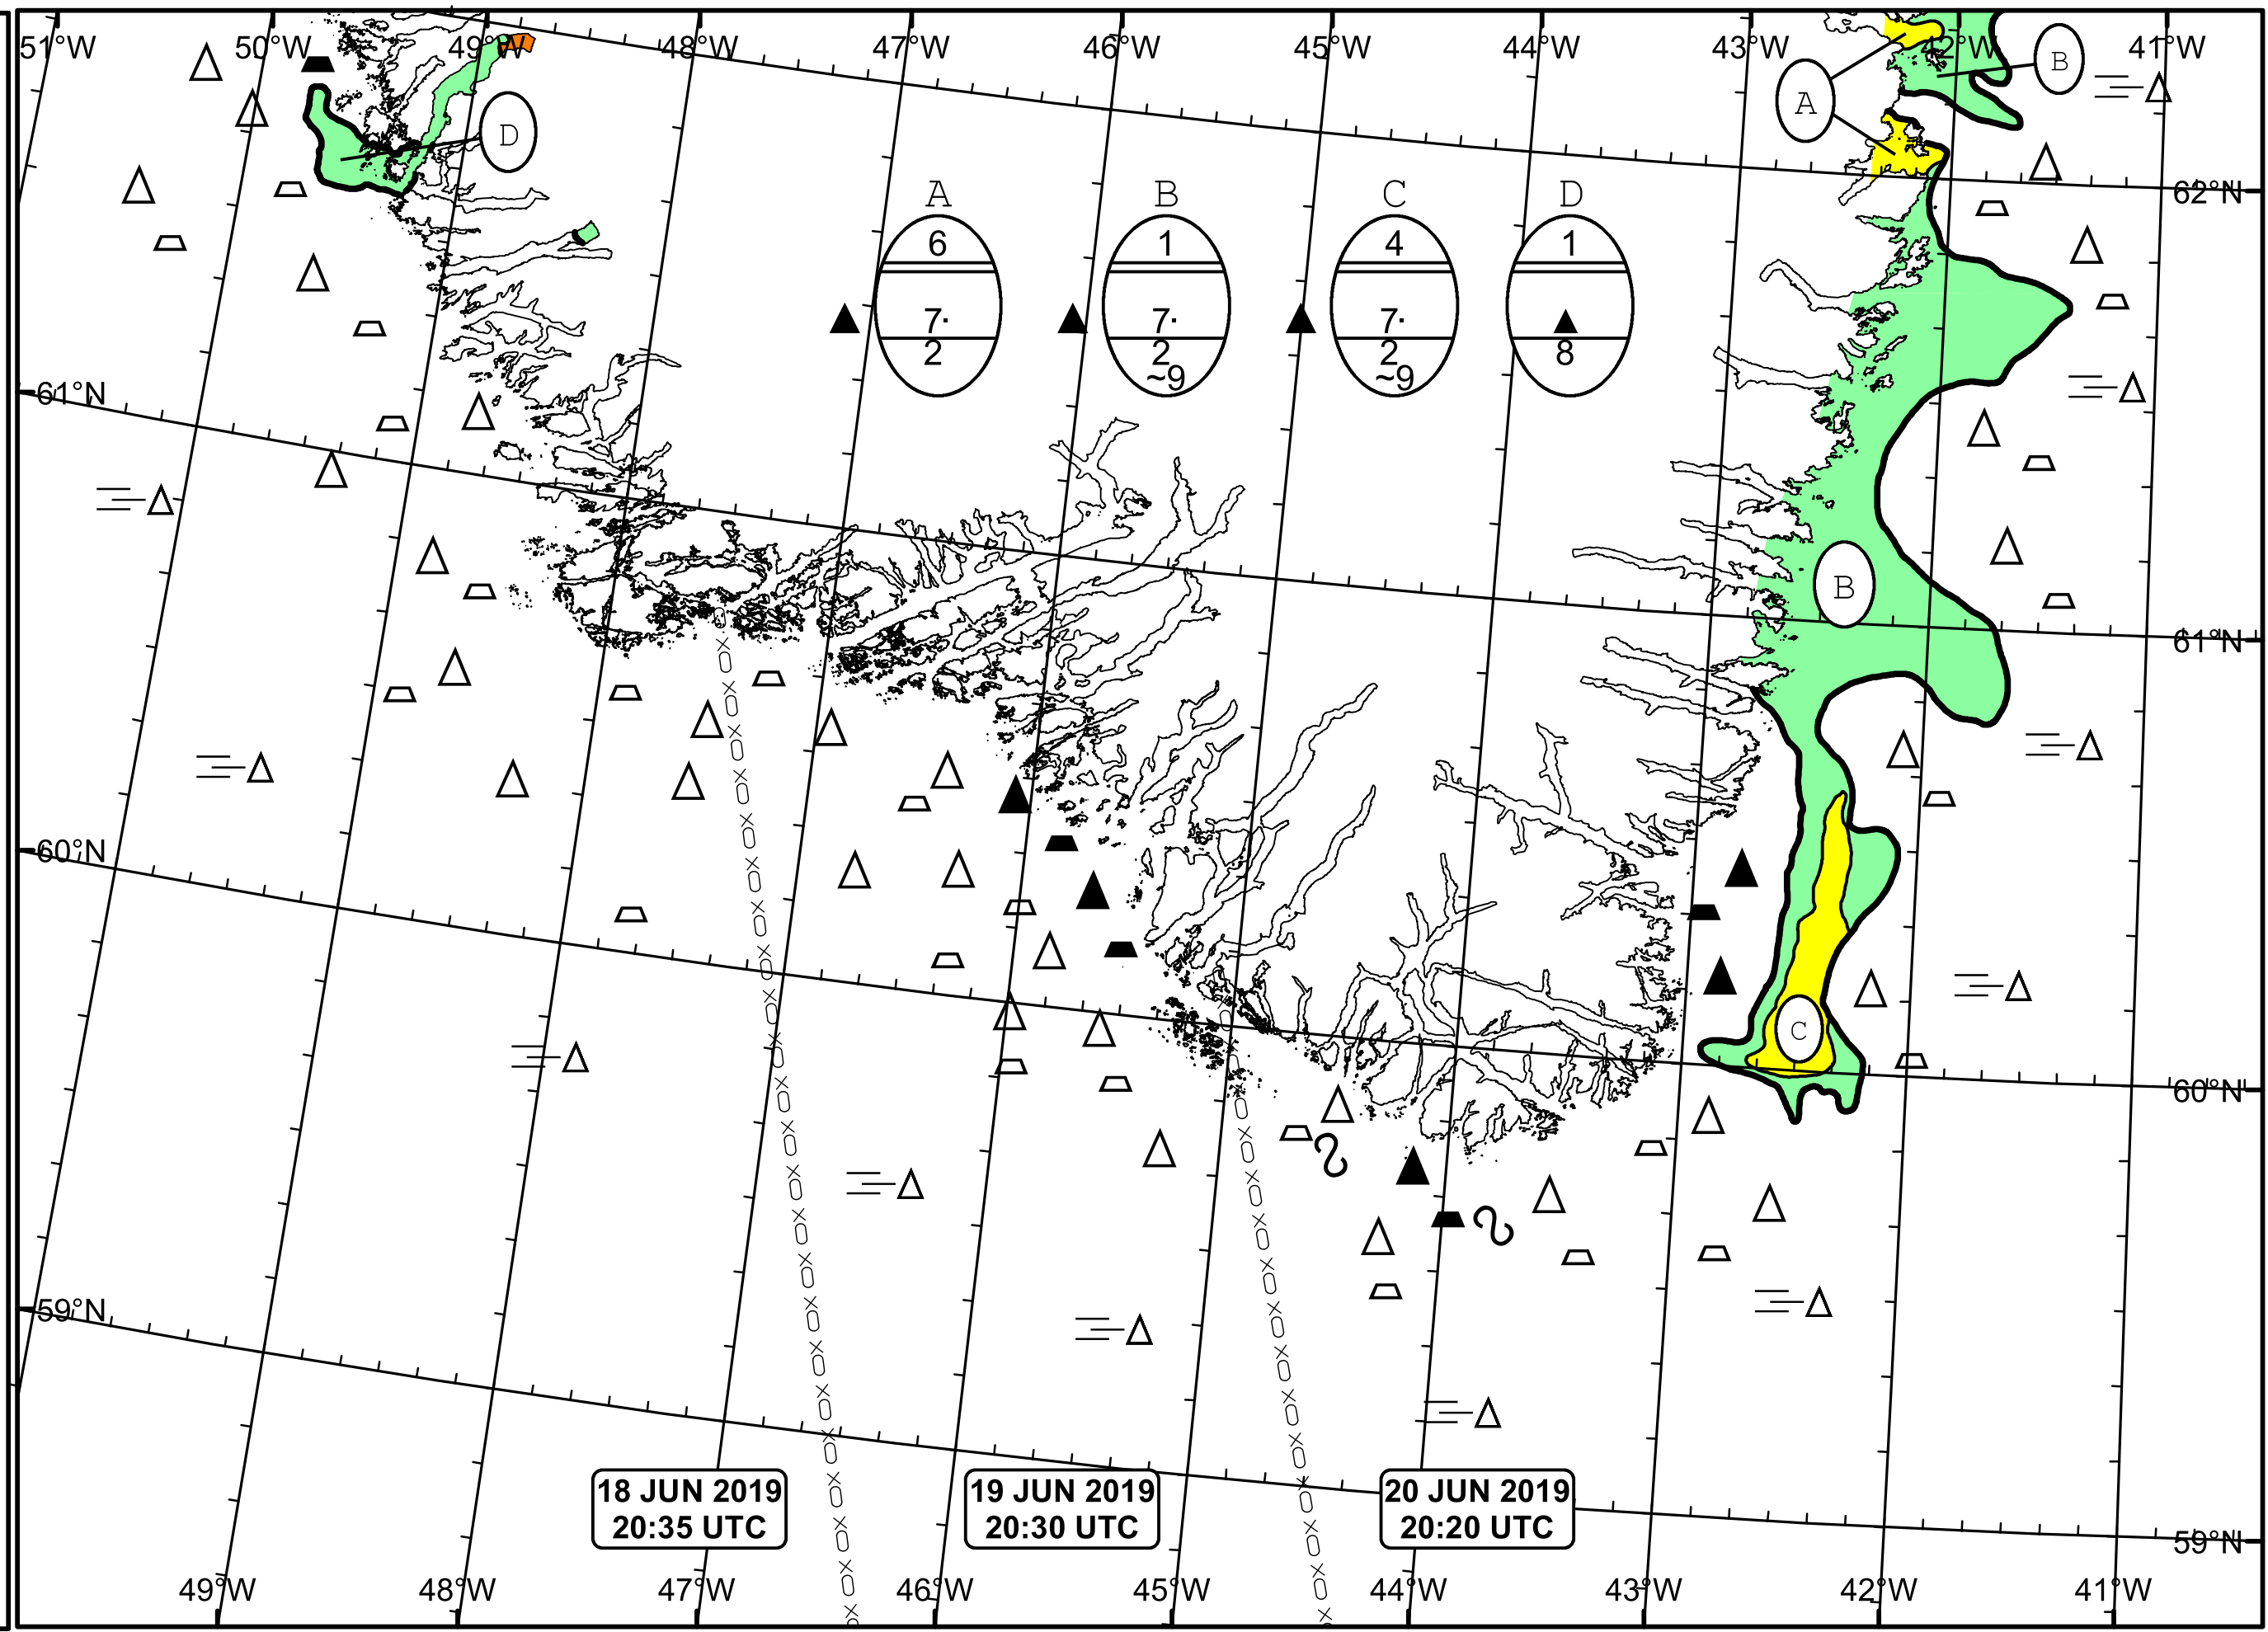 51°W 50°W 49°W 48°W 47°W 46°W 45°W 44°W 43°W 42°W 41°W
B
A
D
62°N
A B C D
6 1 4 1
7· 7· 7·
2 2 2 8
~9 ~9
61°N
B
61°N
60°N
C
60°N
59°N
18 JUN 2019
20:35 UTC
19 JUN 2019
20:30 UTC
20 JUN 2019
20:20 UTC
59°N
49°W 48°W 47°W 46°W 45°W 44°W 43°W 42°W 41°W